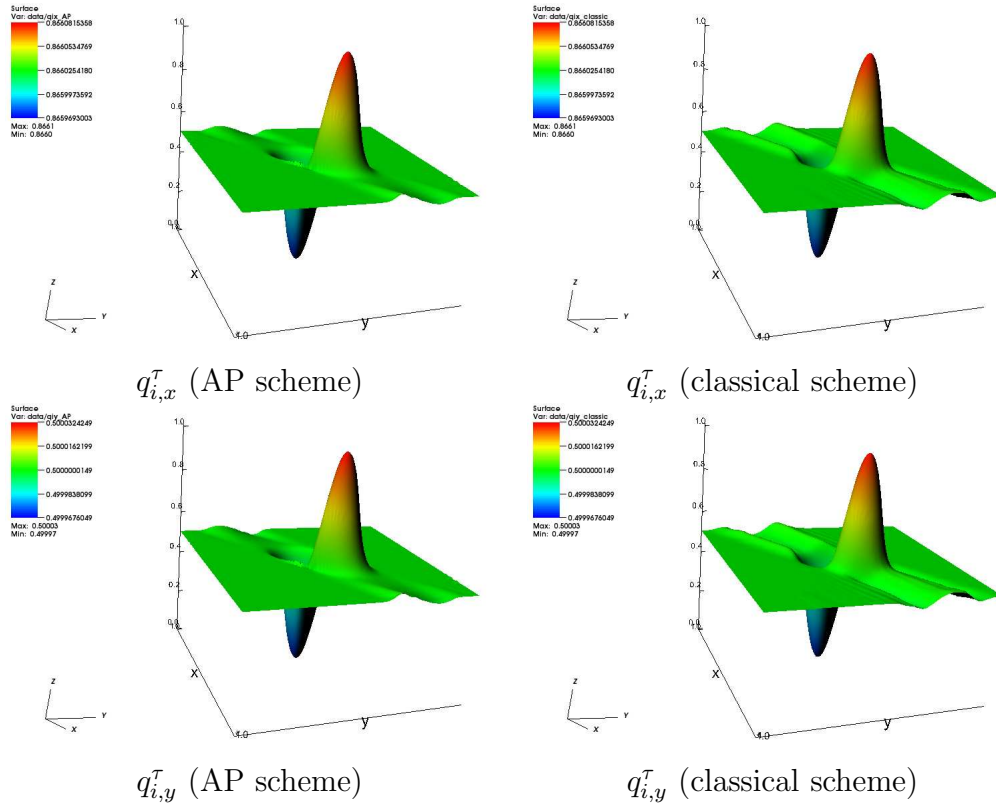 Surface
Var: data/qix_AP
0.8660815358
0.8660534769
0.8660254180
0.8659973592
0.8659693003
Max: 0.8661
Min: 0.8660
1.0
0.8
0.6
0.4
0.2
x
y
1.0
Z
Y
X
Surface
Var: data/qix_classic
0.8660815358
0.8660534769
0.8660254180
0.8659973592
0.8659693003
Max: 0.8661
Min: 0.8660
1.0
0.8
0.6
0.4
0.2
x
y
1.0
Z
Y
X
q^τ_{i,x} (AP scheme)
q^τ_{i,x} (classical scheme)
Surface
Var: data/qiy_AP
0.5000324249
0.5000162199
0.5000000149
0.4999838099
0.4999676049
Max: 0.50003
Min: 0.49997
1.0
0.8
0.6
0.4
0.2
x
y
1.0
Z
Y
X
Surface
Var: data/qiy_classic
0.5000324249
0.5000162199
0.5000000149
0.4999838099
0.4999676049
Max: 0.50003
Min: 0.49997
1.0
0.8
0.6
0.4
0.2
x
y
1.0
Z
Y
X
q^τ_{i,y} (AP scheme)
q^τ_{i,y} (classical scheme)